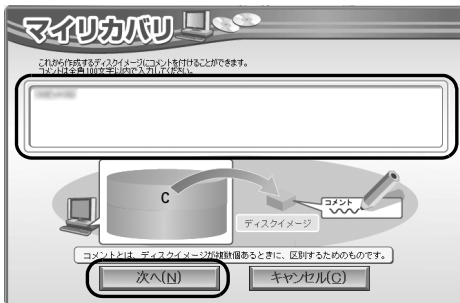 マイリカバリ
これから作成するディスクイメージにコメントを付けることができます。
コメントは全角100文字以内で入力してください。
C
コメント
ディスクイメージ
コメントとは、ディスクイメージが複数個あるときに、区別するためのものです。
次へ(N)
キャンセル(C)